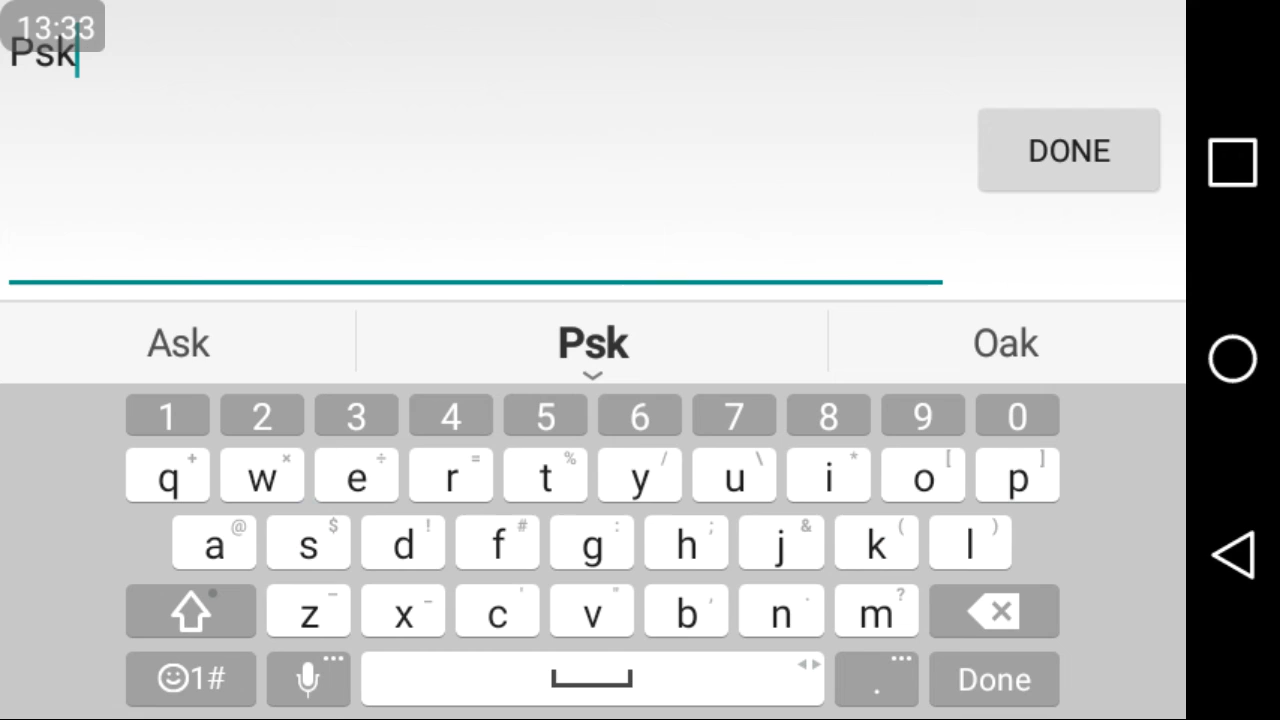 13:33
Psk
DONE
Ask Psk Oak
1 2 3 4 5 6 7 8 9 0
q + w × e ÷ r = t % y / u \ i * o [ p ]
a @ s $ d ! f # g : h ; j & k ( l )
z – x _ c ' v " b , n . m ?
1# ... ... . Done